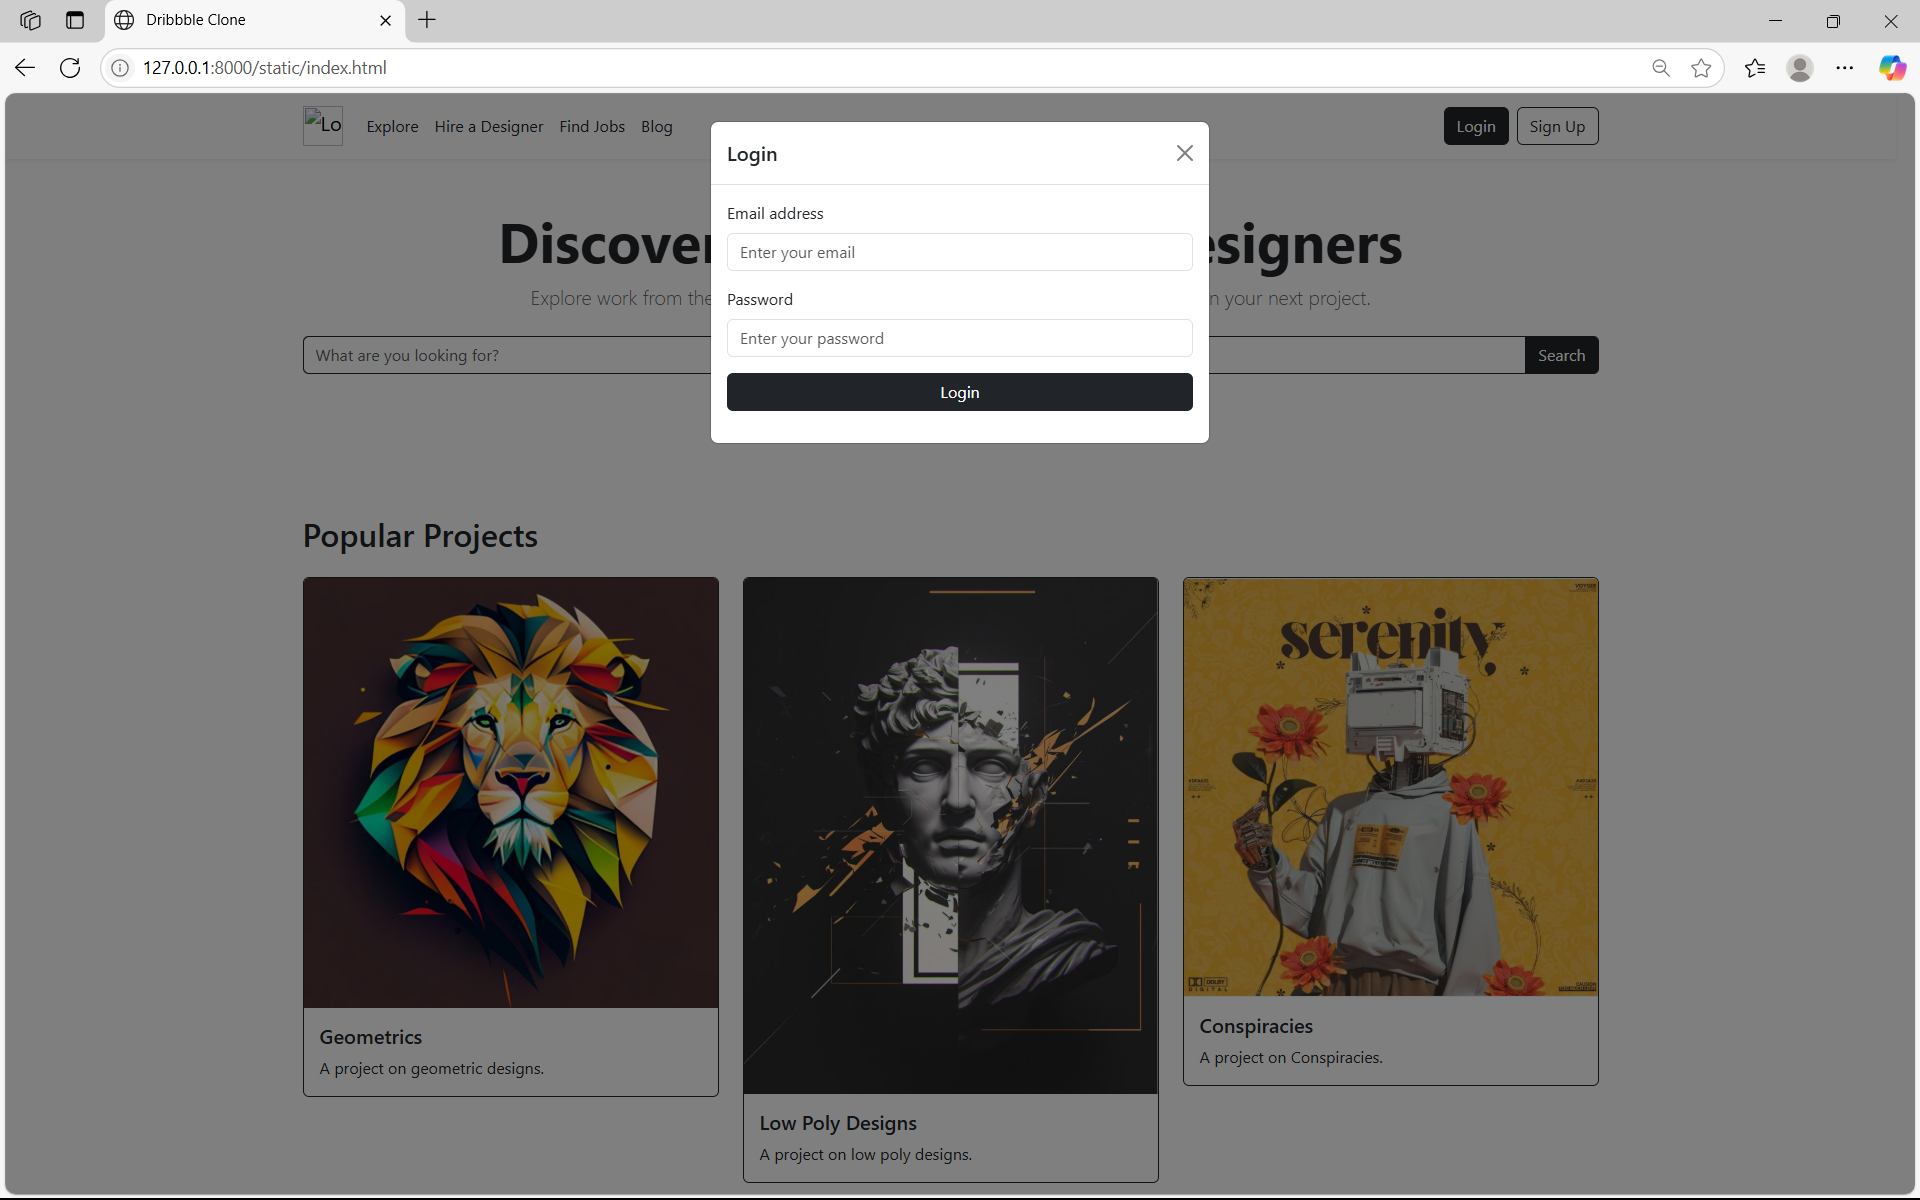 Dribbble Clone
127.0.0.1:8000/static/index.html
Lo
Explore
Hire a Designer
Find Jobs
Blog
Login
Sign Up
Login
Email address
Enter your email
Password
Enter your password
Login
Discover
esigners
Explore work from the
n your next project.
What are you looking for?
Search
Popular Projects
serenity
DOLBY
DIGITAL
Geometrics
A project on geometric designs.
Low Poly Designs
A project on low poly designs.
Conspiracies
A project on Conspiracies.